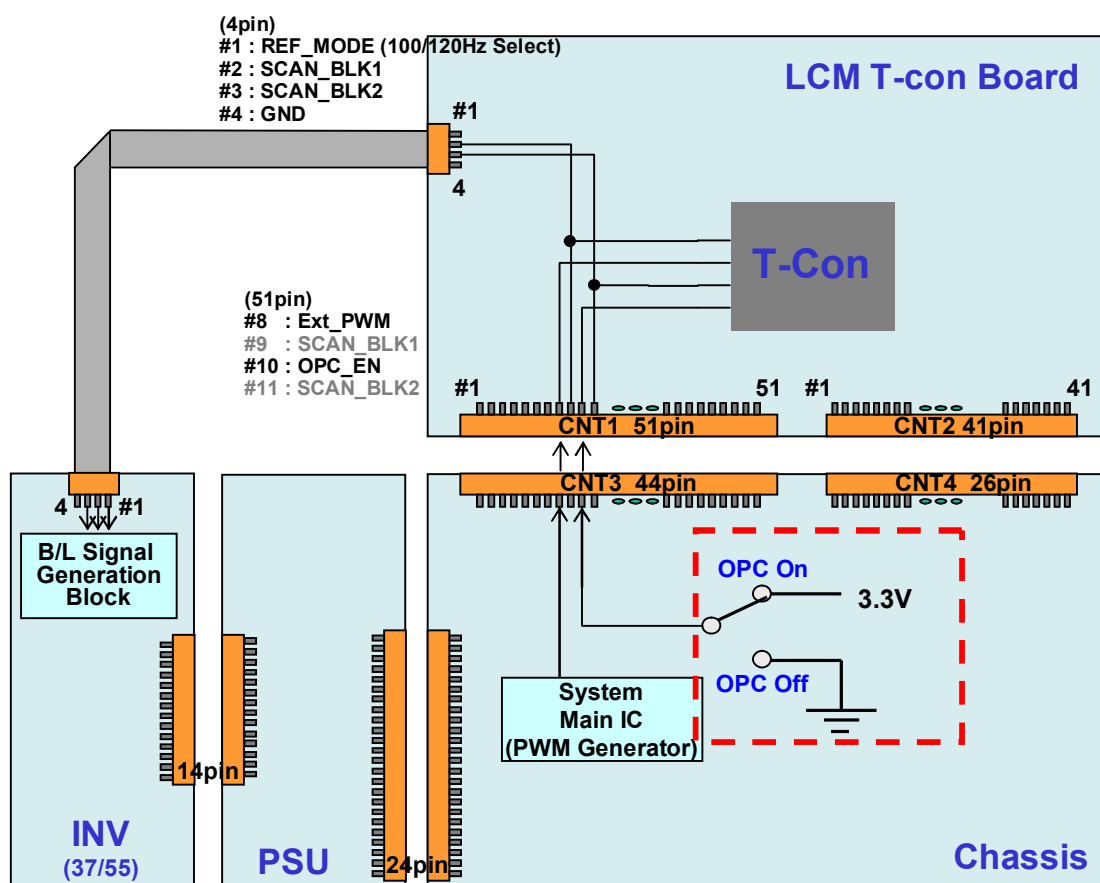 (4pin)
#1 : REF_MODE (100/120Hz Select)
#2 : SCAN_BLK1
#3 : SCAN_BLK2
#4 : GND
LCM T-con Board
#1
4
T-Con
(51pin)
#8 : Ext_PWM
#9 : SCAN_BLK1
#10 : OPC_EN
#11 : SCAN_BLK2
#1
51
#1
41
CNT1 51pin
CNT2 41pin
CNT3 44pin
CNT4 26pin
4
#1
B/L Signal
Generation
Block
OPC On
3.3V
OPC Off
System
Main IC
(PWM Generator)
14pin
24pin
INV
(37/55)
PSU
Chassis